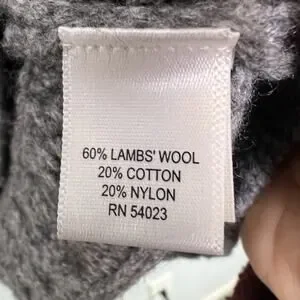 60% LAMBS' WOOL
20% COTTON
20% NYLON
RN 54023